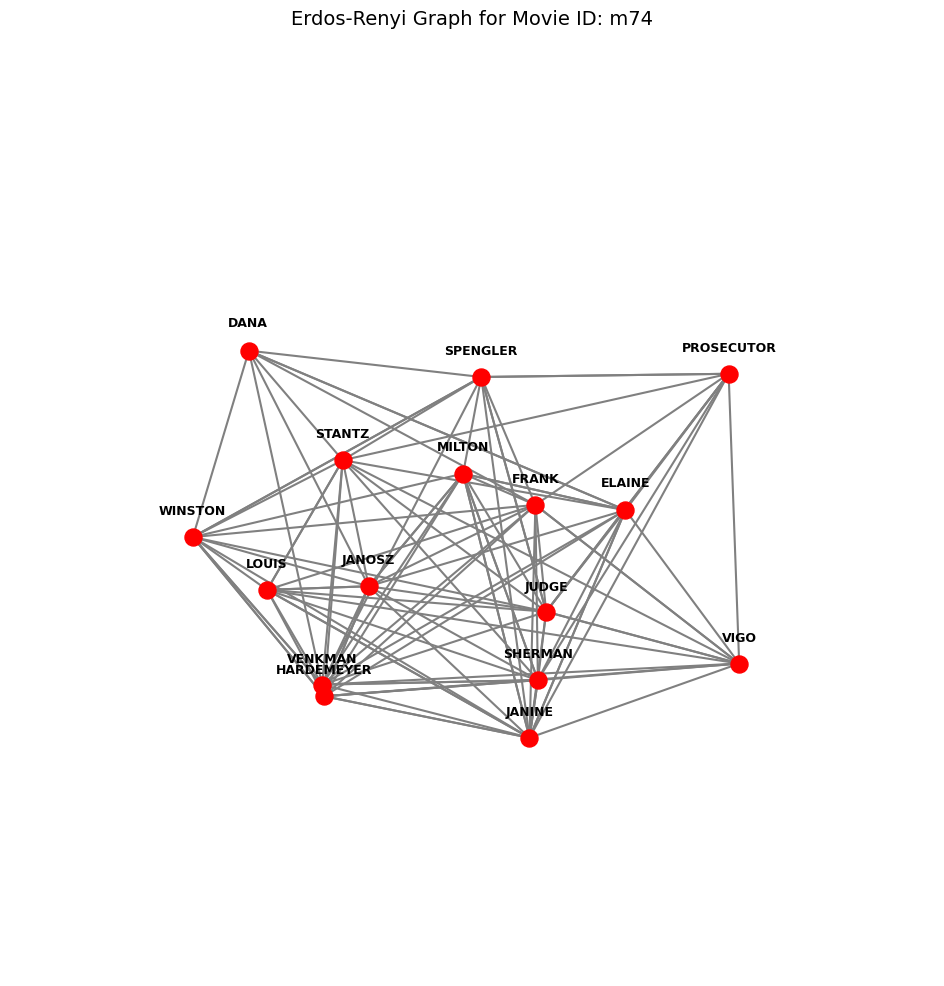 Erdos-Renyi Graph for Movie ID: m74
DANA
SPENGLER
PROSECUTOR
STANTZ
MILTON
FRANK
ELAINE
WINSTON
LOUIS
JANOSZ
JUDGE
VIGO
SHERMAN
VENKMAN
HARDEMEYER
JANINE